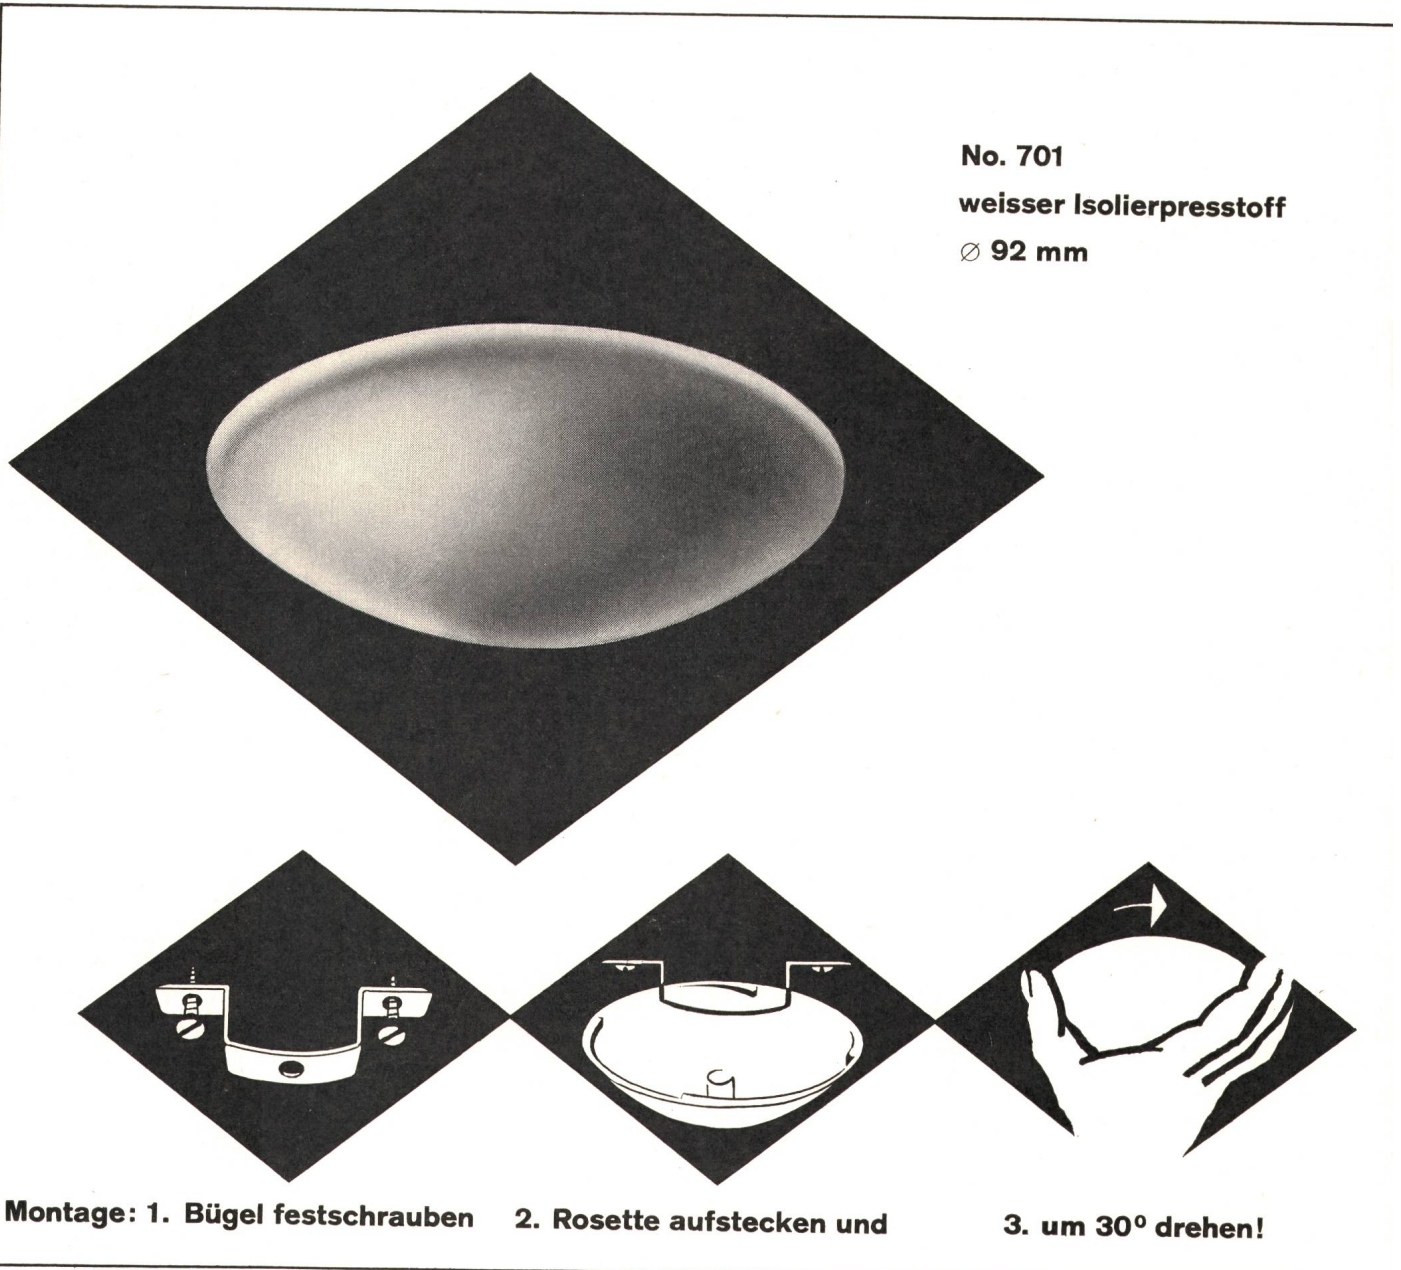 No. 701
weisser Isolierpresstoff
∅ 92 mm
Montage: 1. Bügel festschrauben 2. Rosette aufstecken und 3. um 30° drehen!